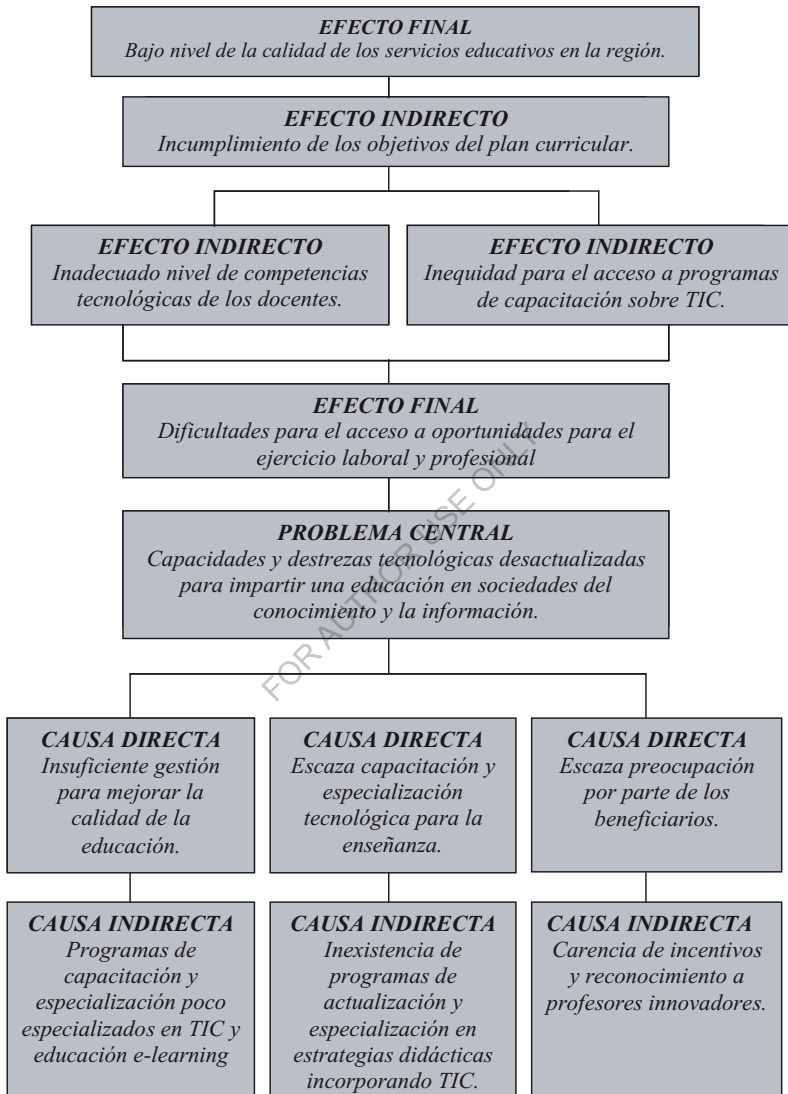 EFECTO FINAL
Bajo nivel de la calidad de los servicios educativos en la región.
EFECTO INDIRECTO
Incumplimiento de los objetivos del plan curricular.
EFECTO INDIRECTO
Inadecuado nivel de competencias
tecnológicas de los docentes.
EFECTO INDIRECTO
Inequidad para el acceso a programas
de capacitación sobre TIC.
EFECTO FINAL
Dificultades para el acceso a oportunidades para el
ejercicio laboral y profesional
PROBLEMA CENTRAL
Capacidades y destrezas tecnológicas desactualizadas
para impartir una educación en sociedades del
conocimiento y la información.
FOR AUTHOR USE ONLY
CAUSA DIRECTA
Insuficiente gestión
para mejorar la
calidad de la
educación.
CAUSA DIRECTA
Escaza capacitación y
especialización
tecnológica para la
enseñanza.
CAUSA DIRECTA
Escaza preocupación
por parte de los
beneficiarios.
CAUSA INDIRECTA
Programas de
capacitación y
especialización poco
especializados en TIC y
educación e-learning
CAUSA INDIRECTA
Inexistencia de
programas de
actualización y
especialización en
estrategias didácticas
incorporando TIC.
CAUSA INDIRECTA
Carencia de incentivos
y reconocimiento a
profesores innovadores.